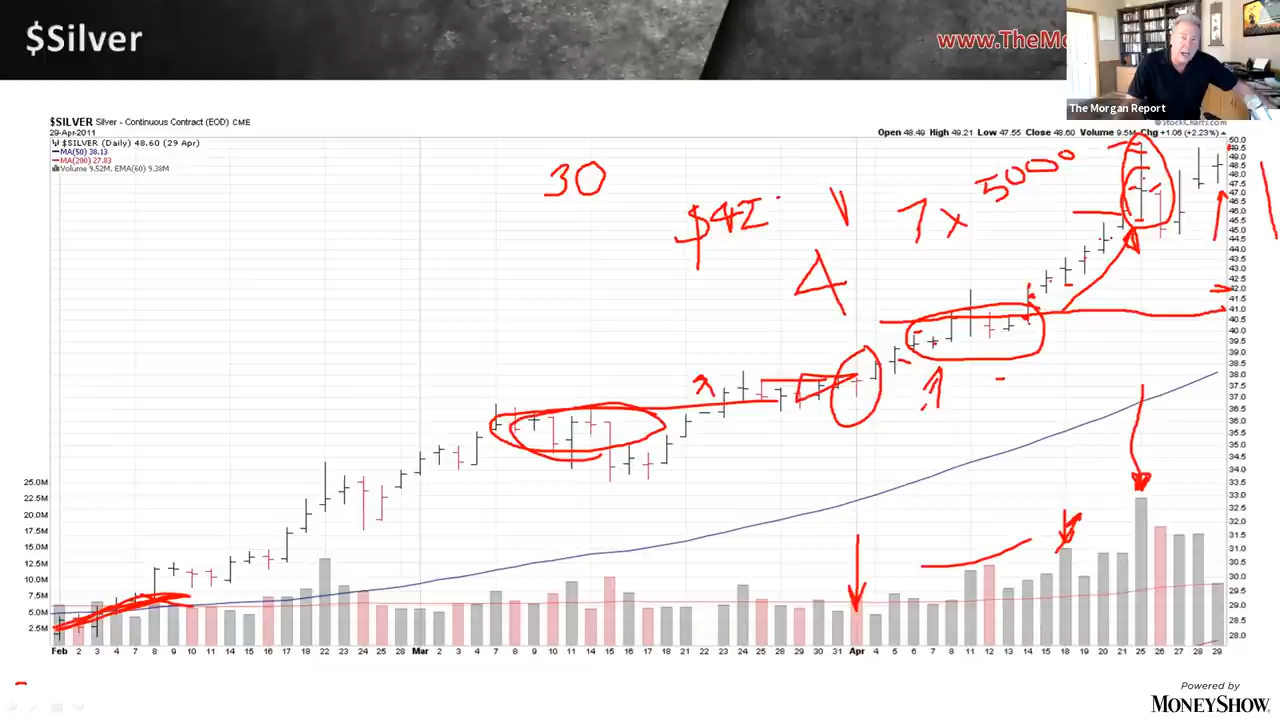 $Silver
www.TheMo
The Morgan Report
$SILVER Silver - Continuous Contract (EOD) CME
© StockCharts.com
29-Apr-2011
Open 48.49 High 49.21 Low 47.55 Close 48.60 Volume 9.5M Chg +1.06 (+2.23%)
$SILVER (Daily) 48.60 (29 Apr)
MA(50) 38.13
MA(200) 27.83
Volume 9.52M, EMA(60) 9.38M
30
$42
7x
5000
4
50.0
49.5
49.0
48.5
48.0
47.5
47.0
46.5
46.0
45.5
45.0
44.5
44.0
43.5
43.0
42.5
42.0
41.5
41.0
40.5
40.0
39.5
39.0
38.5
38.0
37.5
37.0
36.5
36.0
35.5
35.0
34.5
34.0
33.5
33.0
32.5
32.0
31.5
31.0
30.5
30.0
29.5
29.0
28.5
28.0
25.0M
22.5M
20.0M
17.5M
15.0M
12.5M
10.0M
7.5M
5.0M
2.5M
Feb 2 3 4 7 8 9 10 11 14 15 16 17 18 22 23 24 25 28 Mar 2 3 4 7 8 9 10 11 14 15 16 17 18 21 22 23 24 25 28 29 30 31 Apr 4 5 6 7 8 11 12 13 14 15 18 19 20 21 25 26 27 28 29
Powered by
MONEYSHOW